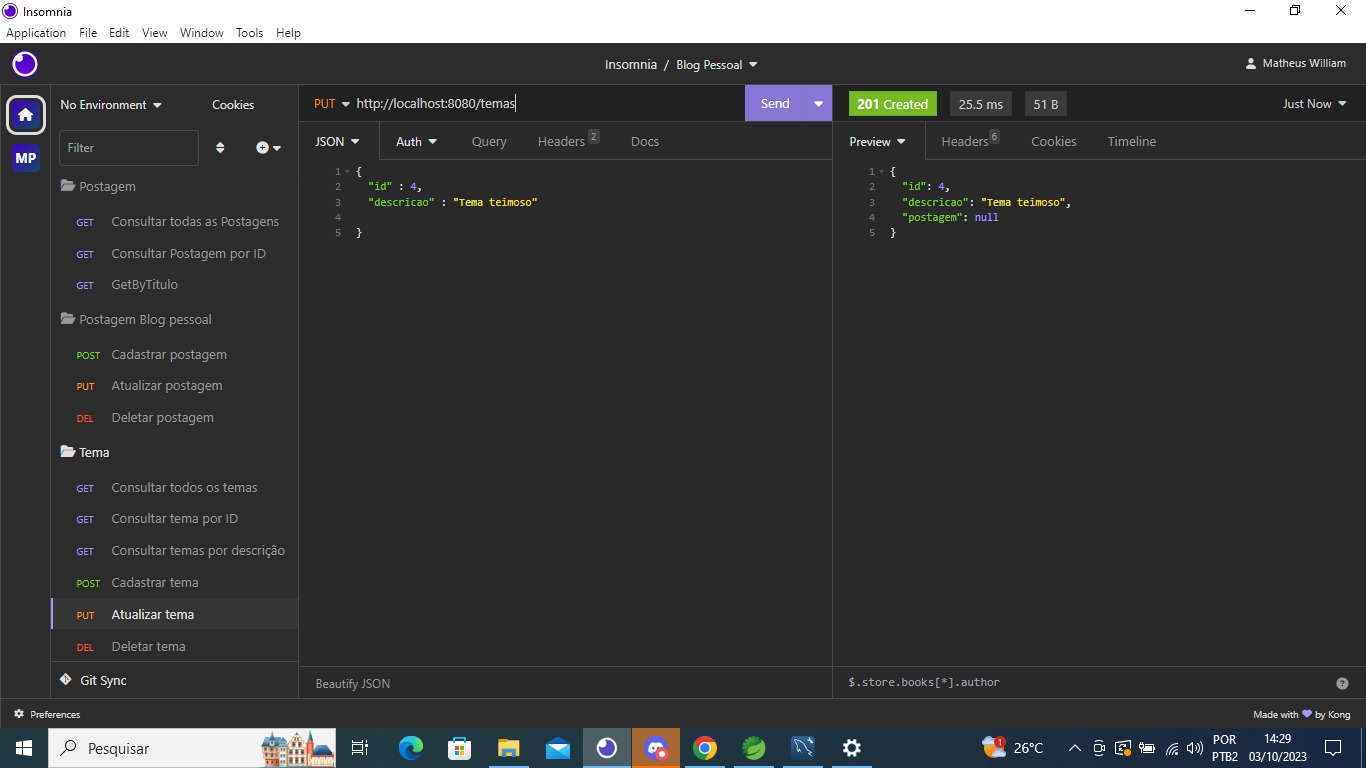 Insomnia
Application File Edit View Window Tools Help
Insomnia / Blog Pessoal
Matheus William
No Environment
Cookies
PUT http://localhost:8080/temas
Send
201 Created 25.5 ms 51 B
Just Now
Filter
JSON Auth Query Headers 2 Docs
Preview Headers 6 Cookies Timeline
MP
Postagem
GET Consultar todas as Postagens
GET Consultar Postagem por ID
GET GetByTitulo
Postagem Blog pessoal
POST Cadastrar postagem
PUT Atualizar postagem
DEL Deletar postagem
Tema
GET Consultar todos os temas
GET Consultar tema por ID
GET Consultar temas por descrição
POST Cadastrar tema
PUT Atualizar tema
DEL Deletar tema
Git Sync
1 {
2 "id" : 4,
3 "descricao" : "Tema teimoso"
4
5 }
Beautify JSON
1 {
2 "id": 4,
3 "descricao": "Tema teimoso",
4 "postagem": null
5 }
$.store.books[*].author
Preferences
Made with by Kong
Pesquisar
1
26°C
POR
PTB2
14:29
03/10/2023